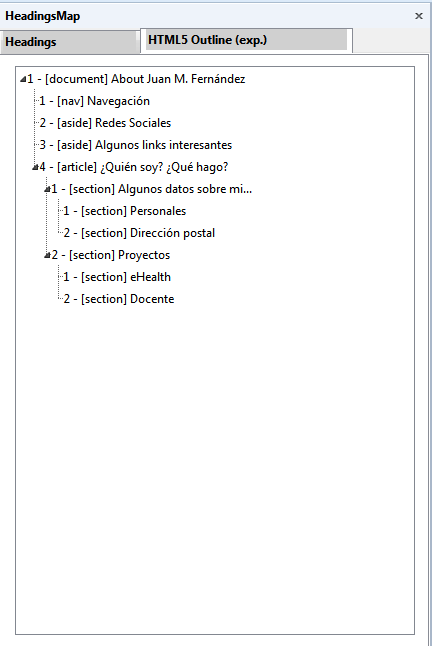 HeadingsMap
Headings
HTML5 Outline (exp.)
1 - [document] About Juan M. Fernández
1 - [nav] Navegación
2 - [aside] Redes Sociales
3 - [aside] Algunos links interesantes
4 - [article] ¿Quién soy? ¿Qué hago?
1 - [section] Algunos datos sobre mi...
1 - [section] Personales
2 - [section] Dirección postal
2 - [section] Proyectos
1 - [section] eHealth
2 - [section] Docente